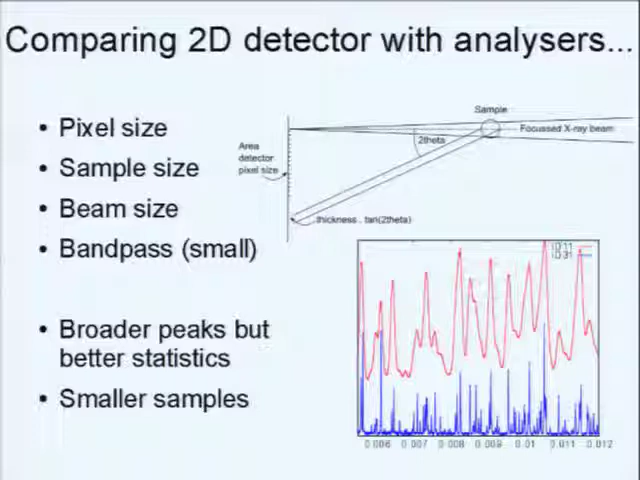 Comparing 2D detector with analysers...
• Pixel size
• Sample size
• Beam size
• Bandpass (small)
• Broader peaks but
better statistics
• Smaller samples
Sample
Focussed X-ray beam
2theta
Area
detector
pixel size
thickness . tan(2theta)
ID11
ID31
0.006 0.007 0.008 0.009 0.01 0.011 0.012